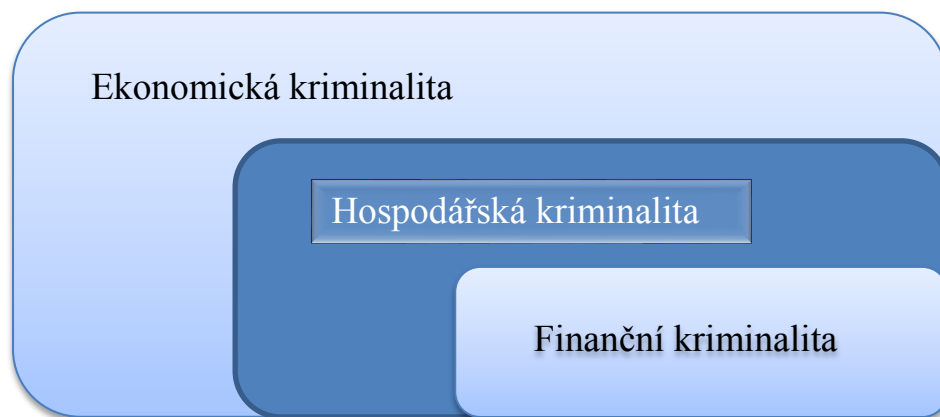 Ekonomická kriminalita
Hospodářská kriminalita
Finanční kriminalita